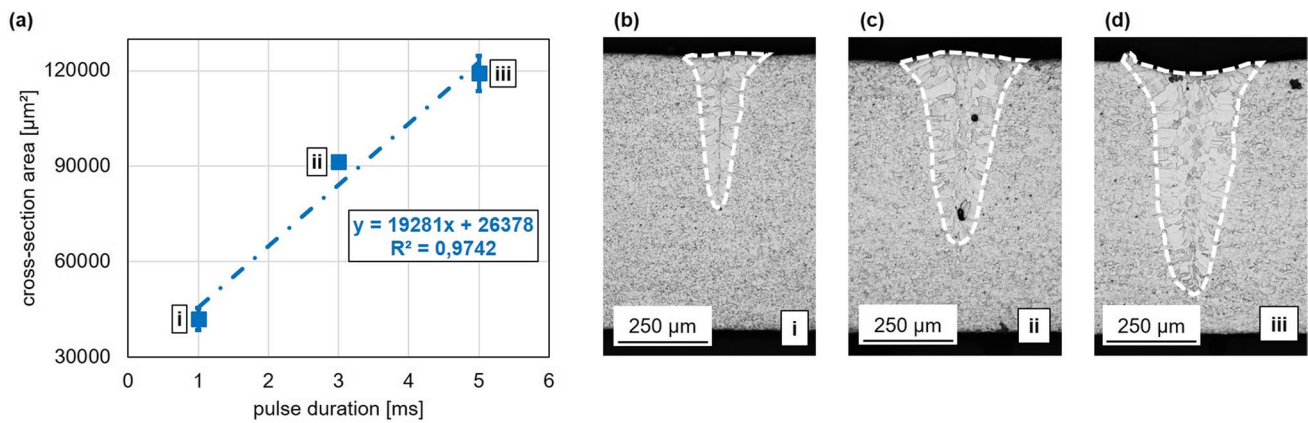 (a)
cross-section area [µm²]
120000
90000
60000
30000
0 1 2 3 4 5 6
pulse duration [ms]
i
ii
iii
y = 19281x + 26378
R² = 0,9742
(b)
250 µm
i
(c)
250 µm
ii
(d)
250 µm
iii